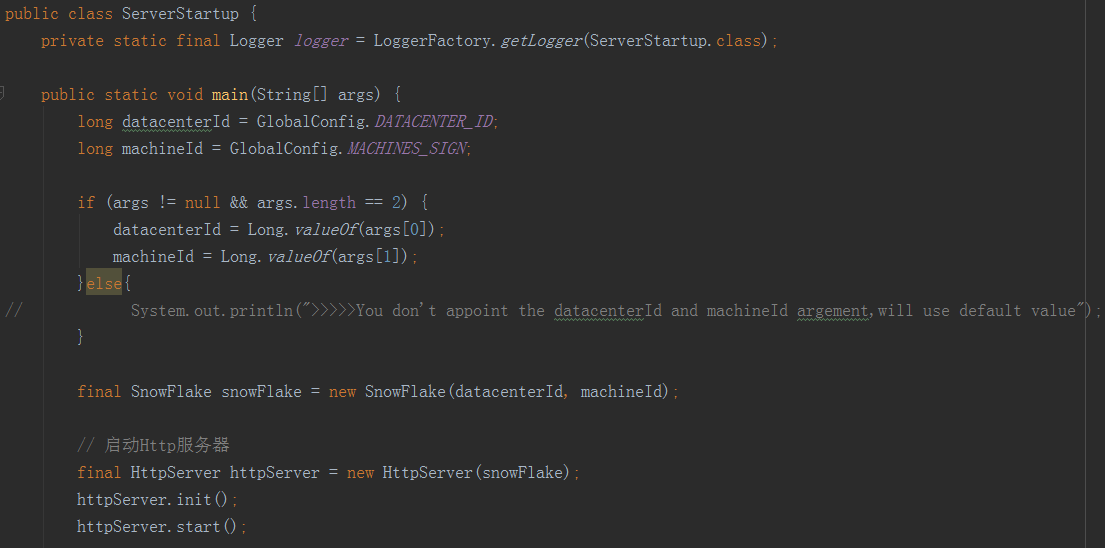 public class ServerStartup {
    private static final Logger logger = LoggerFactory.getLogger(ServerStartup.class);
    public static void main(String[] args) {
        long datacenterId = GlobalConfig.DATACENTER_ID;
        long machineId = GlobalConfig.MACHINES_SIGN;
        if (args != null && args.length == 2) {
            datacenterId = Long.valueOf(args[0]);
            machineId = Long.valueOf(args[1]);
        }else{
//            System.out.println(">>>>>You don't appoint the datacenterId and machineId argement,will use default value");
        }
        final SnowFlake snowFlake = new SnowFlake(datacenterId, machineId);
        // 启动Http服务器
        final HttpServer httpServer = new HttpServer(snowFlake);
        httpServer.init();
        httpServer.start();